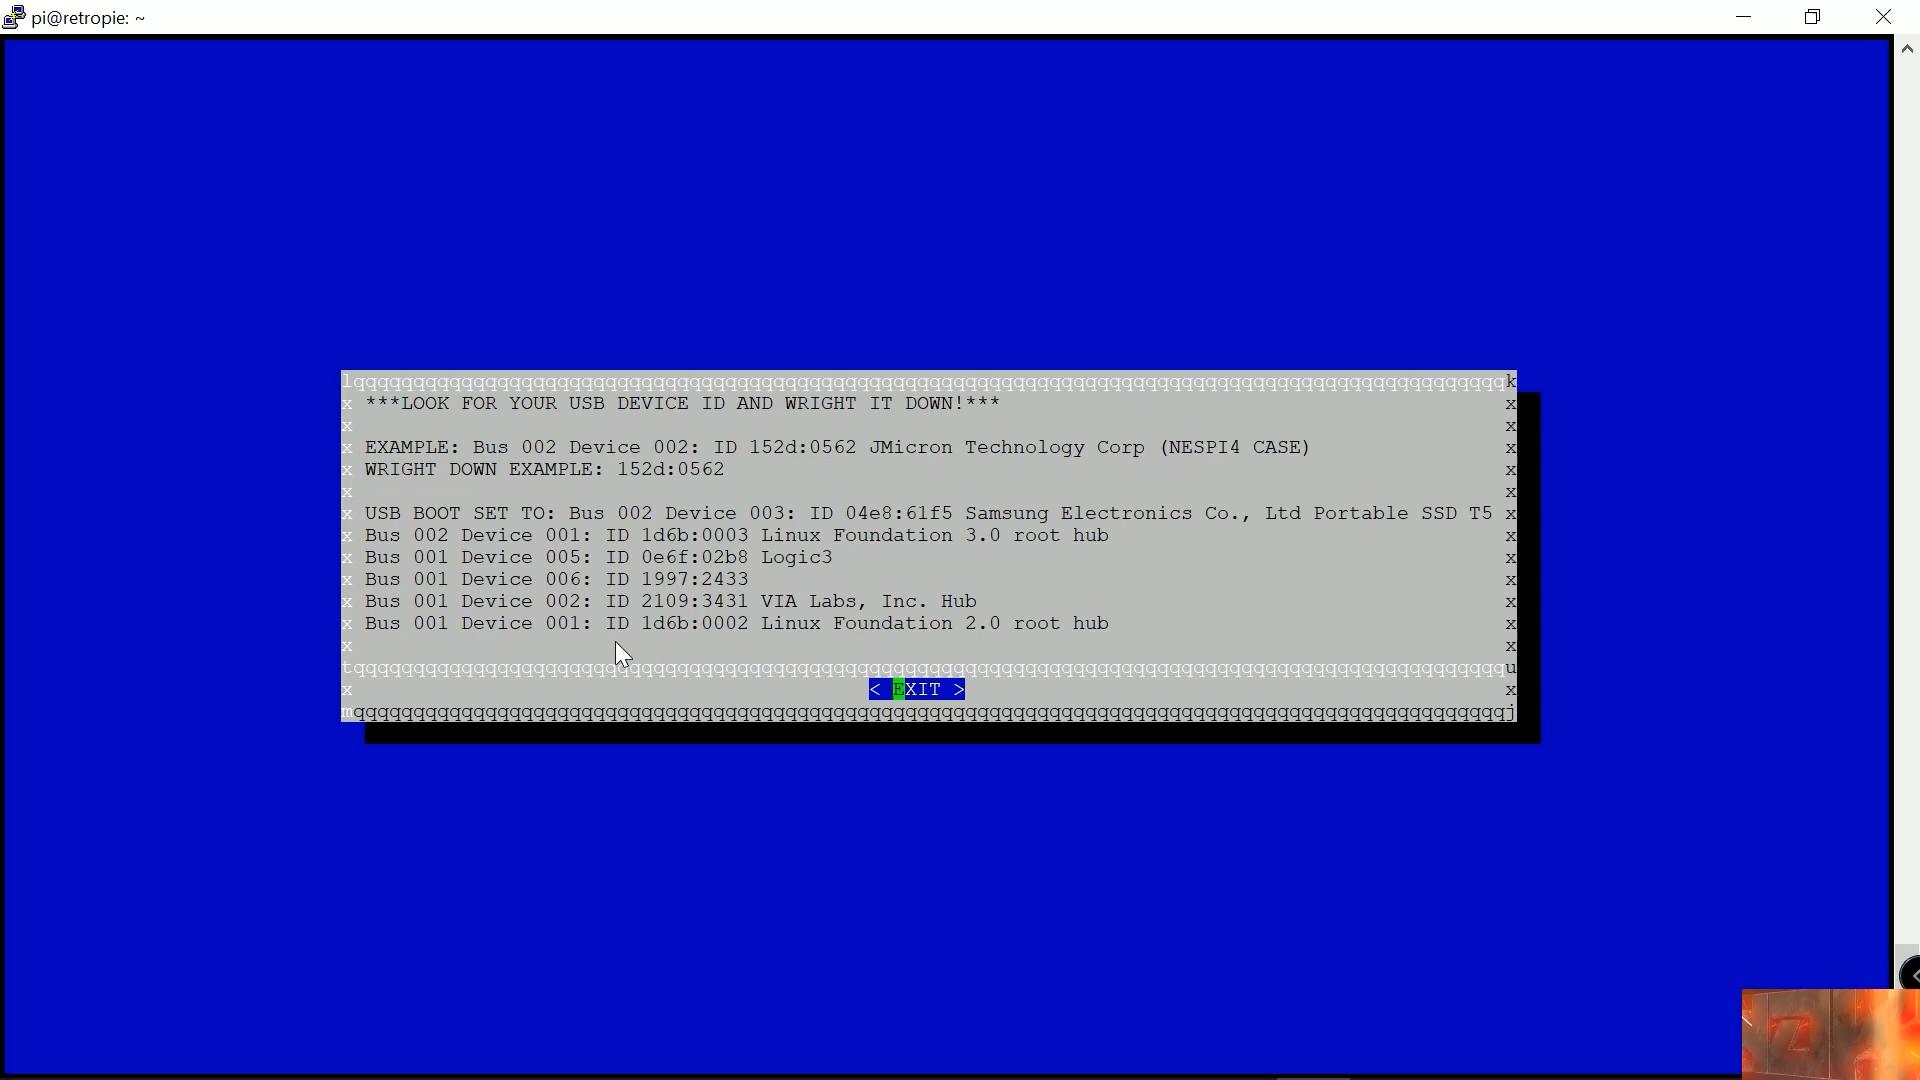 pi@retropie: ~
lqqqqqqqqqqqqqqqqqqqqqqqqqqqqqqqqqqqqqqqqqqqqqqqqqqqqqqqqqqqqqqqqqqqqqqqqqqqqqqqqqqqqqqqqqqqqqqqqk
x ***LOOK FOR YOUR USB DEVICE ID AND WRIGHT IT DOWN!*** x
x x
x EXAMPLE: Bus 002 Device 002: ID 152d:0562 JMicron Technology Corp (NESPI4 CASE) x
x WRIGHT DOWN EXAMPLE: 152d:0562 x
x x
x USB BOOT SET TO: Bus 002 Device 003: ID 04e8:61f5 Samsung Electronics Co., Ltd Portable SSD T5 x
x Bus 002 Device 001: ID 1d6b:0003 Linux Foundation 3.0 root hub x
x Bus 001 Device 005: ID 0e6f:02b8 Logic3 x
x Bus 001 Device 006: ID 1997:2433 x
x Bus 001 Device 002: ID 2109:3431 VIA Labs, Inc. Hub x
x Bus 001 Device 001: ID 1d6b:0002 Linux Foundation 2.0 root hub x
x x
tqqqqqqqqqqqqqqqqqqqqqqqqqqqqqqqqqqqqqqqqqqqqqqqqqqqqqqqqqqqqqqqqqqqqqqqqqqqqqqqqqqqqqqqqqqqqqqqqu
x < EXIT > x
mqqqqqqqqqqqqqqqqqqqqqqqqqqqqqqqqqqqqqqqqqqqqqqqqqqqqqqqqqqqqqqqqqqqqqqqqqqqqqqqqqqqqqqqqqqqqqqqqj